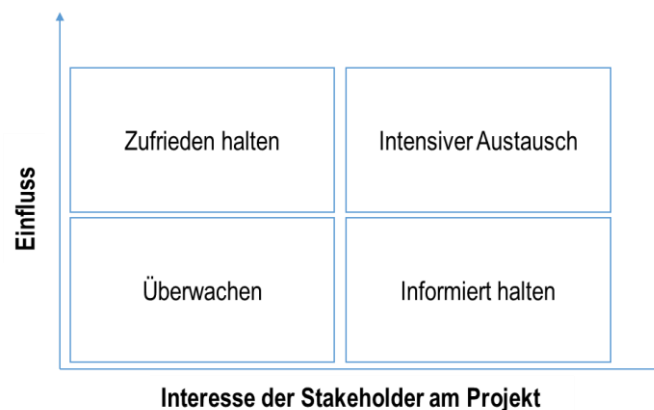 Zufrieden halten
Intensiver Austausch
Einfluss
Überwachen
Informiert halten
Interesse der Stakeholder am Projekt